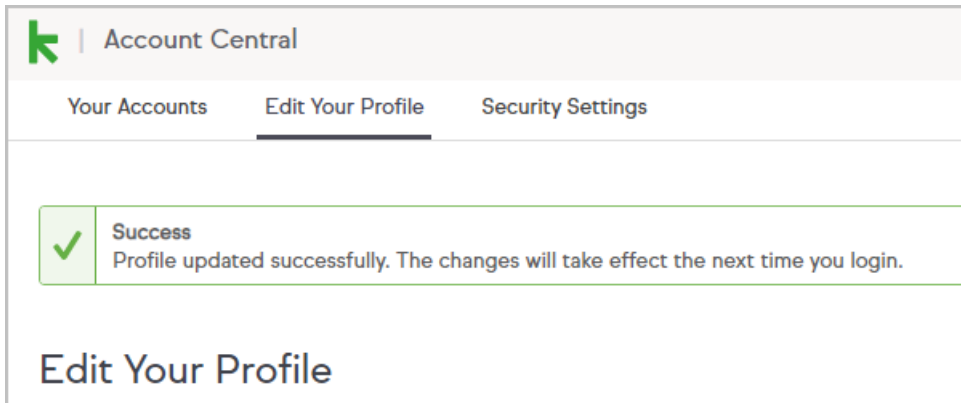 Account Central
Your Accounts Edit Your Profile Security Settings
Success
Profile updated successfully. The changes will take effect the next time you login.
Edit Your Profile